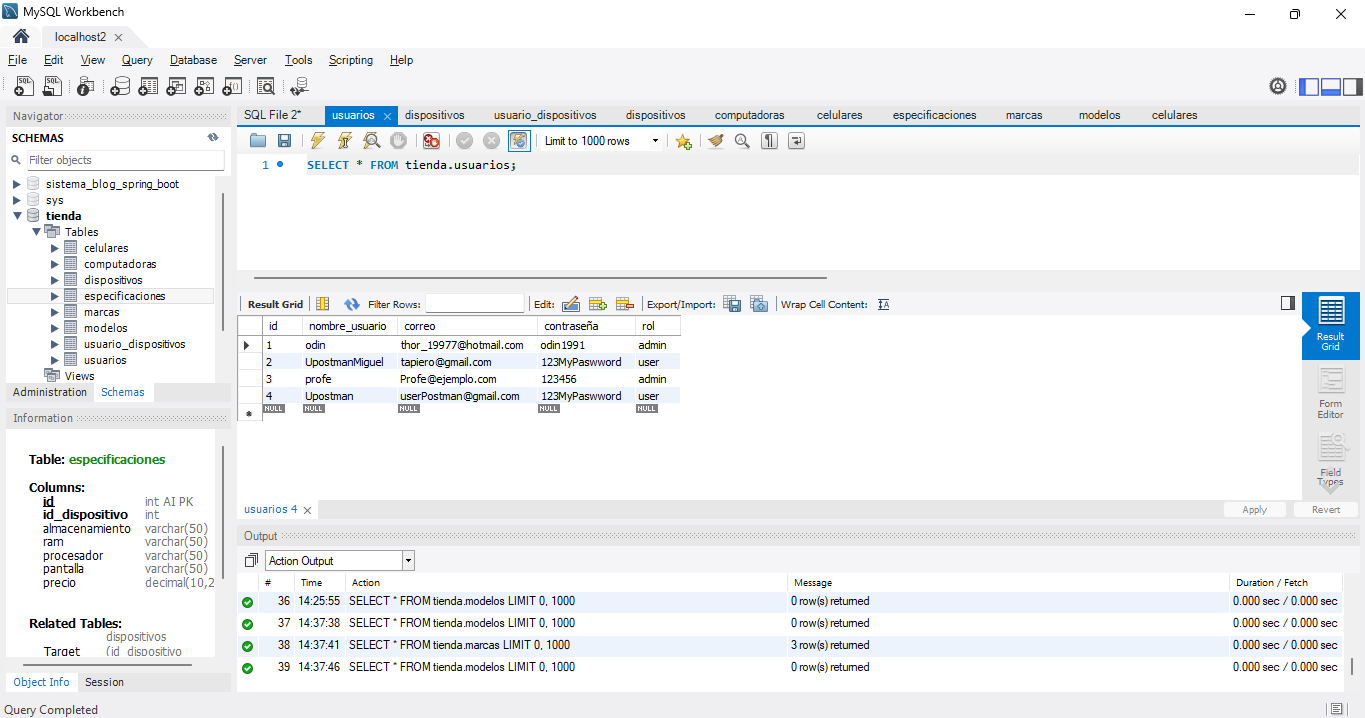 MySQL Workbench
localhost2
File Edit View Query Database Server Tools Scripting Help
Navigator
SCHEMAS
Filter objects
sistema_blog_spring_boot
sys
tienda
Tables
celulares
computadoras
dispositivos
especificaciones
marcas
modelos
usuario_dispositivos
usuarios
Views
Administration Schemas
Information
Table: especificaciones
Columns:
id int AI PK
id_dispositivo int
almacenamiento varchar(50)
ram varchar(50)
procesador varchar(50)
pantalla varchar(50)
precio decimal(10,2
Related Tables:
dispositivos
Target (id_dispositivo
Object Info Session
SQL File 2* usuarios dispositivos usuario_dispositivos dispositivos computadoras celulares especificaciones marcas modelos celulares
Limit to 1000 rows
1 SELECT * FROM tienda.usuarios;
Result Grid Filter Rows: Edit: Export/Import: Wrap Cell Content:
id nombre_usuario correo contraseña rol
1 odin thor_19977@hotmail.com odin1991 admin
2 UpostmanMiguel tapiero@gmail.com 123MyPaswword user
3 profe Profe@ejemplo.com 123456 admin
4 Upostman userPostman@gmail.com 123MyPaswword user
NULL NULL NULL NULL NULL
Result
Grid
Form
Editor
Field
Types
usuarios 4
Apply Revert
Output
Action Output
# Time Action Message Duration / Fetch
36 14:25:55 SELECT * FROM tienda.modelos LIMIT 0, 1000 0 row(s) returned 0.000 sec / 0.000 sec
37 14:37:38 SELECT * FROM tienda.modelos LIMIT 0, 1000 0 row(s) returned 0.000 sec / 0.000 sec
38 14:37:41 SELECT * FROM tienda.marcas LIMIT 0, 1000 3 row(s) returned 0.000 sec / 0.000 sec
39 14:37:46 SELECT * FROM tienda.modelos LIMIT 0, 1000 0 row(s) returned 0.000 sec / 0.000 sec
Query Completed